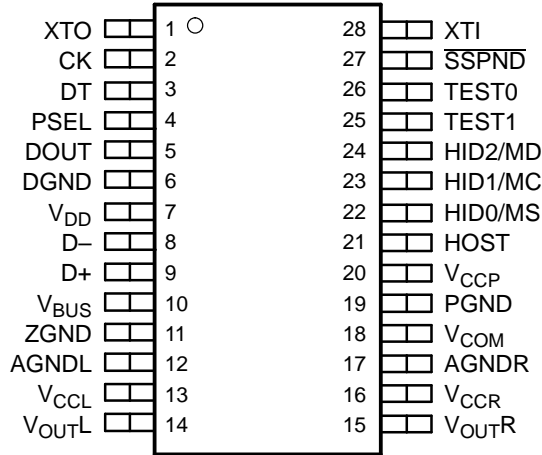 XTO 1 28 XTI
CK 2 27 SSPND
DT 3 26 TEST0
PSEL 4 25 TEST1
DOUT 5 24 HID2/MD
DGND 6 23 HID1/MC
VDD 7 22 HID0/MS
D– 8 21 HOST
D+ 9 20 VCCP
VBUS 10 19 PGND
ZGND 11 18 VCOM
AGNDL 12 17 AGNDR
VCCL 13 16 VCCR
VOUTL 14 15 VOUTR